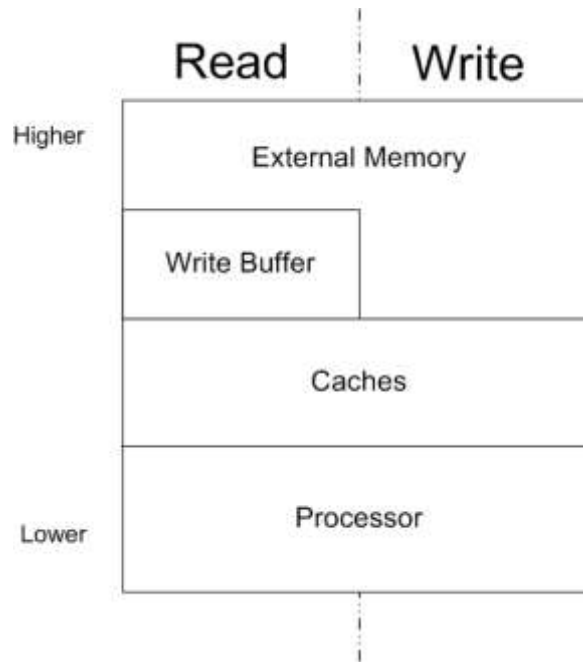 Read
Write
Higher
External Memory
Write Buffer
Caches
Processor
Lower